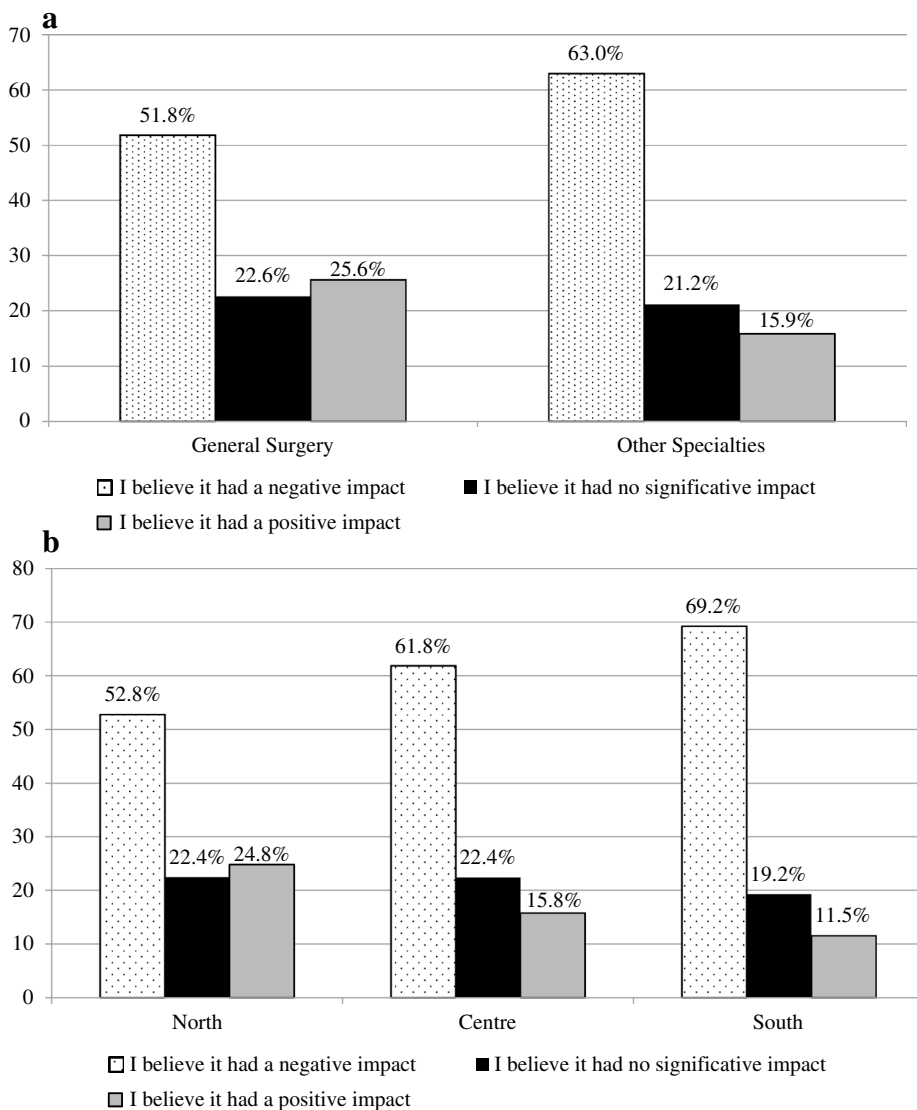 a
70
60
50
40
30
20
10
0
51.8%
22.6%
25.6%
63.0%
21.2%
15.9%
General Surgery
Other Specialties
I believe it had a negative impact
I believe it had no significative impact
I believe it had a positive impact
b
80
70
60
50
40
30
20
10
0
52.8%
22.4%
24.8%
61.8%
22.4%
15.8%
69.2%
19.2%
11.5%
North
Centre
South
I believe it had a negative impact
I believe it had no significative impact
I believe it had a positive impact